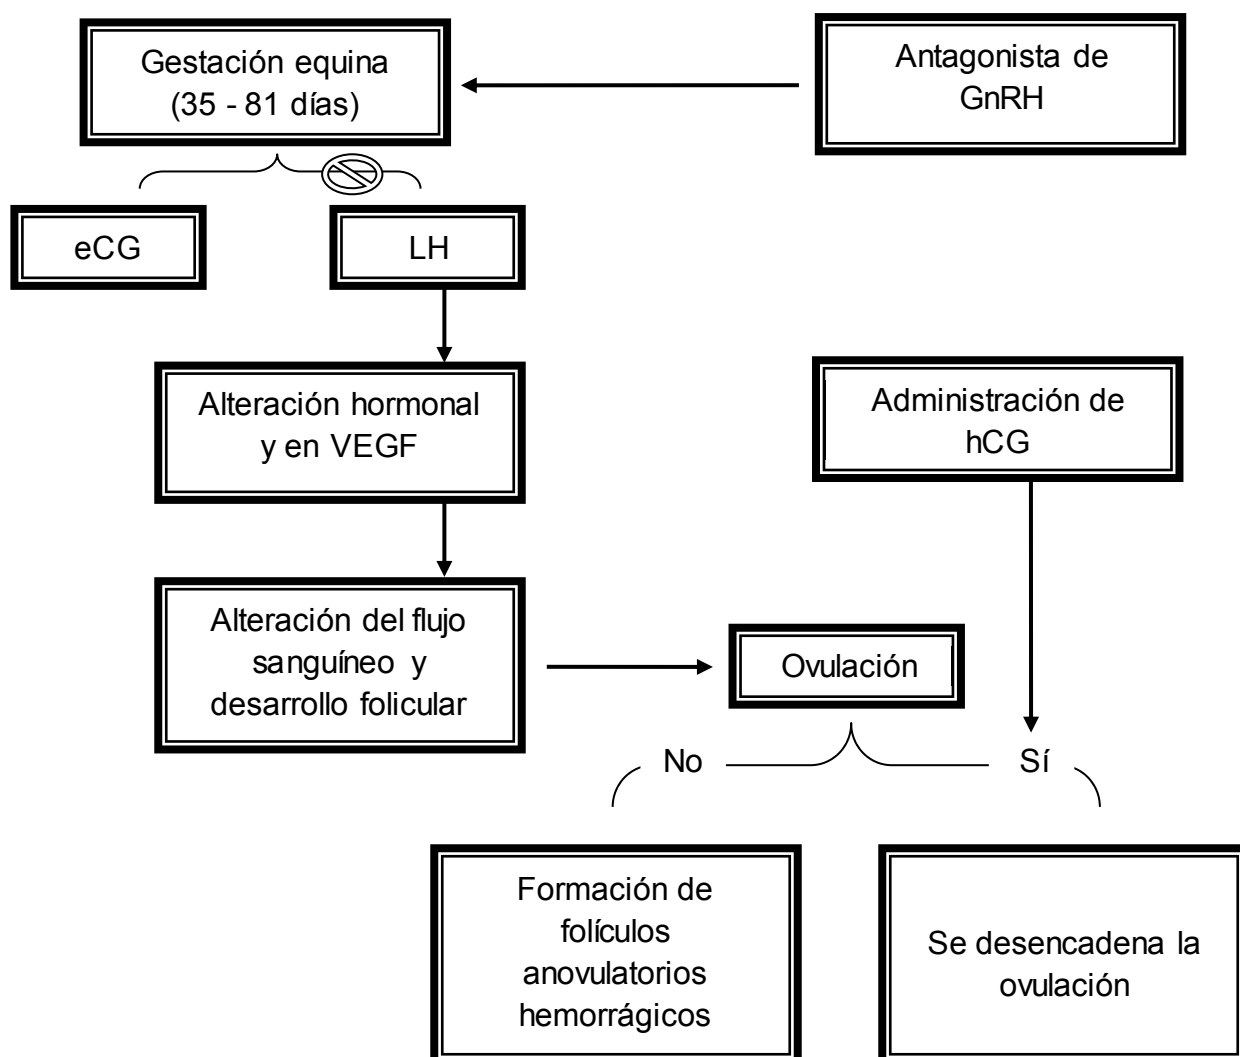 Gestación equina
(35 - 81 días)
Antagonista de
GnRH
eCG
LH
Alteración hormonal
y en VEGF
Administración de
hCG
Alteración del flujo
sanguíneo y
desarrollo folicular
Ovulación
No
Sí
Formación de
folículos
anovulatorios
hemorrágicos
Se desencadena la
ovulación